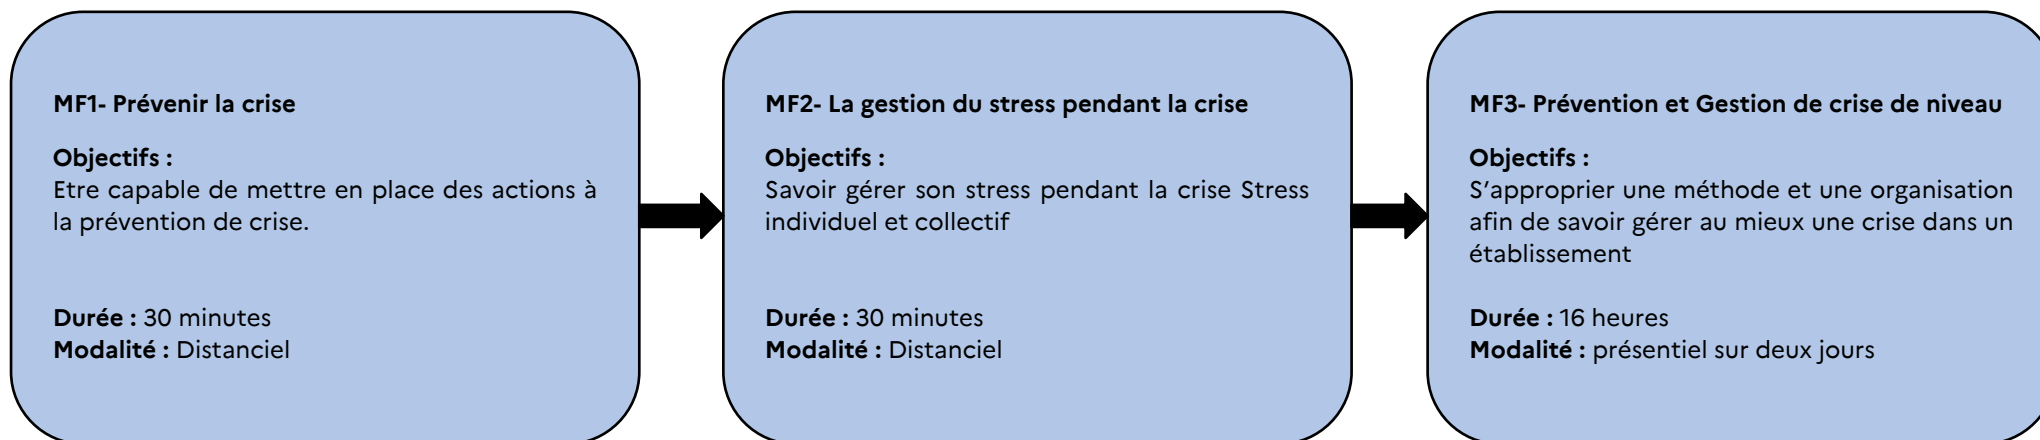 MF1- Prévenir la crise
Objectifs :
Etre capable de mettre en place des actions à
la prévention de crise.
Durée : 30 minutes
Modalité : Distanciel
MF2- La gestion du stress pendant la crise
Objectifs :
Savoir gérer son stress pendant la crise Stress
individuel et collectif
Durée : 30 minutes
Modalité : Distanciel
MF3- Prévention et Gestion de crise de niveau
Objectifs :
S’approprier une méthode et une organisation
afin de savoir gérer au mieux une crise dans un
établissement
Durée : 16 heures
Modalité : présentiel sur deux jours